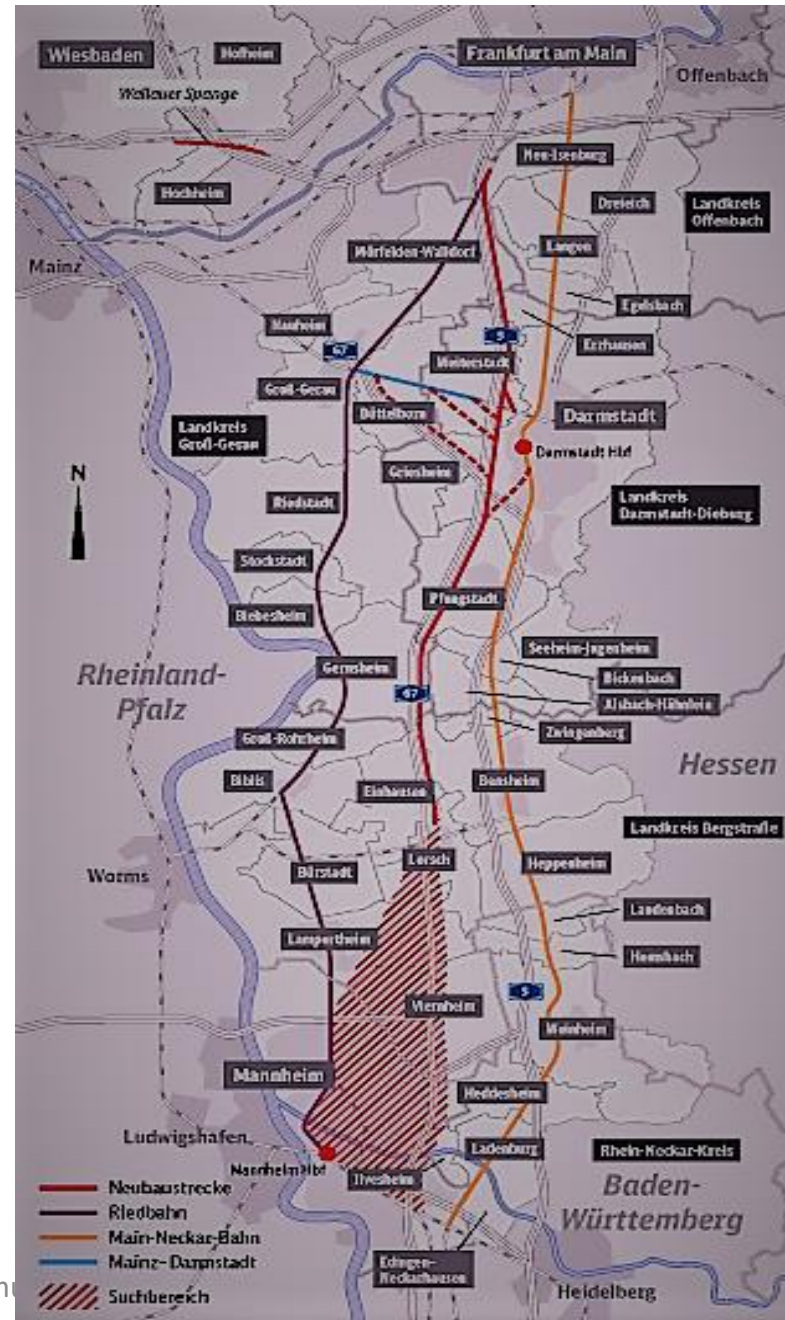 Wiesbaden
Hofheim
Frankfurt am Main
Offenbach
Wallauer Spange
Neu-Isenburg
Hochheim
Dreieich
Landkreis
Offenbach
Mörfelden-Walldorf
Langen
Mainz
Egelsbach
Nauheim
5
67
Erzhausen
Weiterstadt
Groß-Gerau
Büttelborn
Darmstadt
Landkreis
Groß-Gerau
Darmstadt Hbf
N
Griesheim
Riedstadt
Landkreis
Darmstadt-Dieburg
Stockstadt
Pfungstadt
Biebesheim
Seeheim-Jugenheim
Rheinland-
Pfalz
Gernsheim
Bickenbach
67
Alsbach-Hähnlein
Zwingenberg
Groß-Rohrheim
Hessen
Biblis
Einhausen
Bensheim
Landkreis Bergstraße
Lorsch
Heppenheim
Worms
Bürstadt
Laudenbach
Lampertheim
Hemsbach
5
Viernheim
Weinheim
Mannheim
Heddesheim
Ludwigshafen
Ladenburg
Rhein-Neckar-Kreis
Mannheim Hbf
Ilvesheim
Baden-
Württemberg
Neubaustrecke
Riedbahn
Main-Neckar-Bahn
Mainz-Darmstadt
Suchbereich
Edingen-
Neckarhausen
Heidelberg